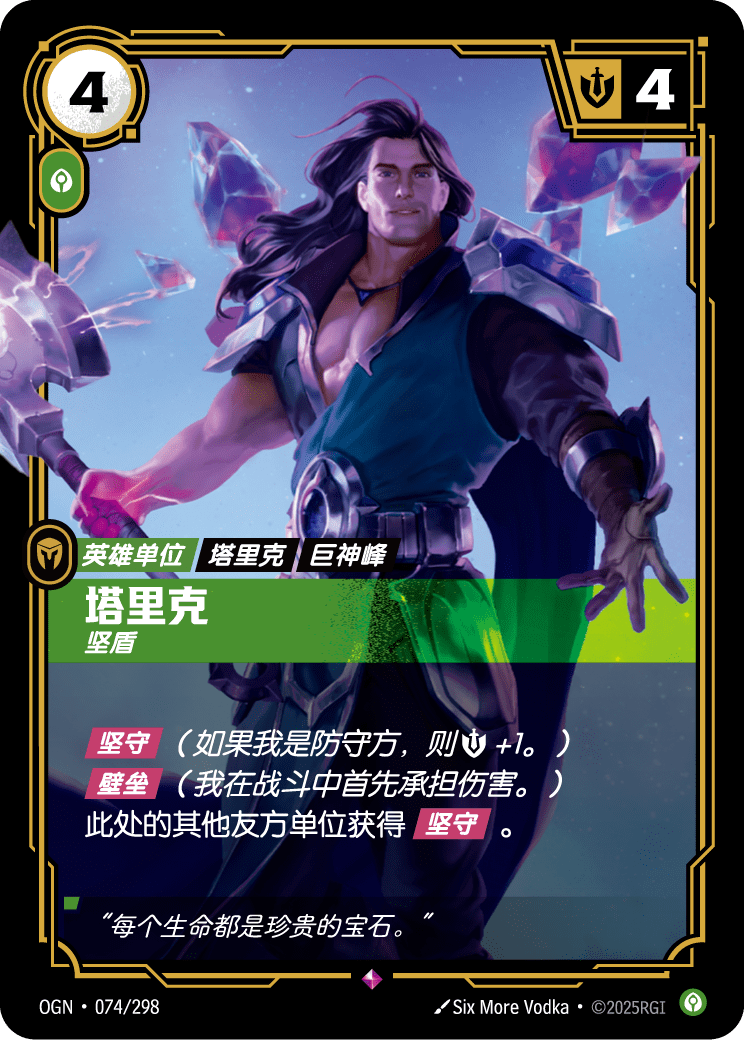 4
4
英雄单位 塔里克 巨神峰
塔里克
坚盾
坚守（如果我是防守方，则 +1。）
壁垒（我在战斗中首先承担伤害。）
此处的其他友方单位获得 坚守 。
“每个生命都是珍贵的宝石。”
OGN • 074/298 Six More Vodka • ©2025RGI